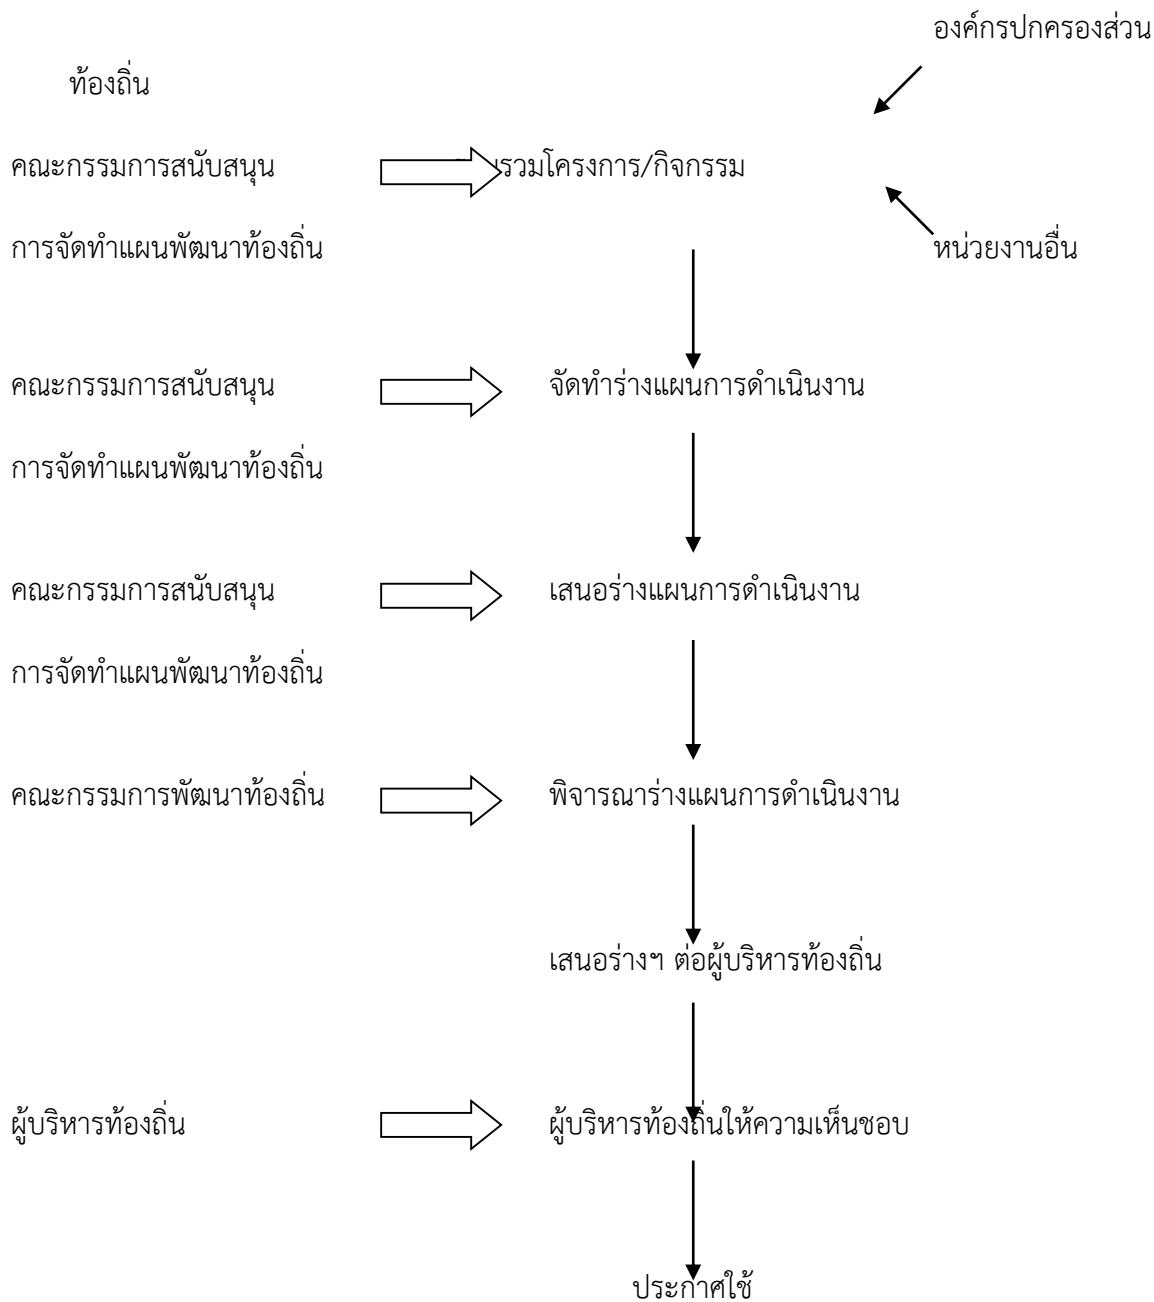 องค์กรปกครองส่วน
ท้องถิ่น
คณะกรรมการสนับสนุน รวมโครงการ/กิจกรรม
การจัดทำแผนพัฒนาท้องถิ่น หน่วยงานอื่น
คณะกรรมการสนับสนุน จัดทำร่างแผนการดำเนินงาน
การจัดทำแผนพัฒนาท้องถิ่น
คณะกรรมการสนับสนุน เสนอร่างแผนการดำเนินงาน
การจัดทำแผนพัฒนาท้องถิ่น
คณะกรรมการพัฒนาท้องถิ่น พิจารณาร่างแผนการดำเนินงาน
เสนอร่างฯ ต่อผู้บริหารท้องถิ่น
ผู้บริหารท้องถิ่น ผู้บริหารท้องถิ่นให้ความเห็นชอบ
ประกาศใช้